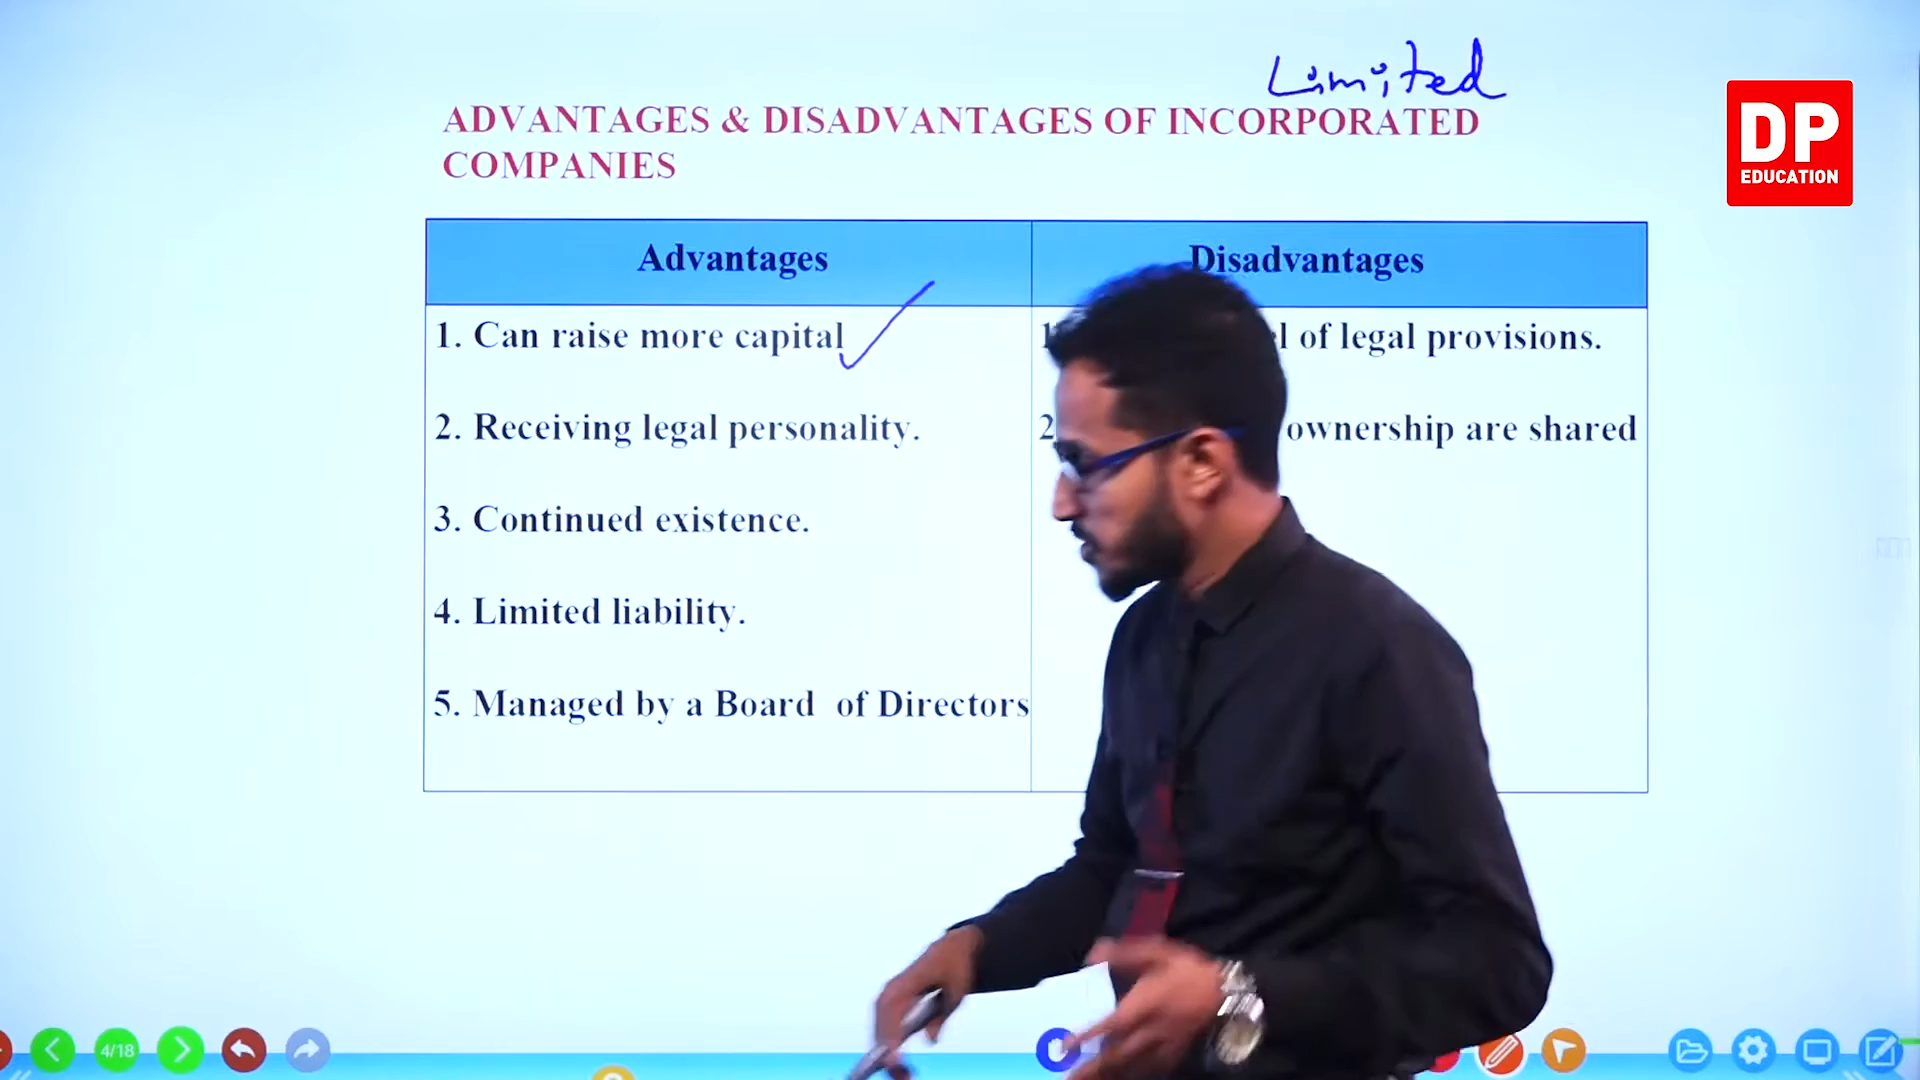 Limited
ADVANTAGES & DISADVANTAGES OF INCORPORATED
COMPANIES
DP
EDUCATION
Advantages
Disadvantages
1. Can raise more capital
2. Receiving legal personality.
3. Continued existence.
4. Limited liability.
5. Managed by a Board of Directors
of legal provisions.
2
ownership are shared
4/18